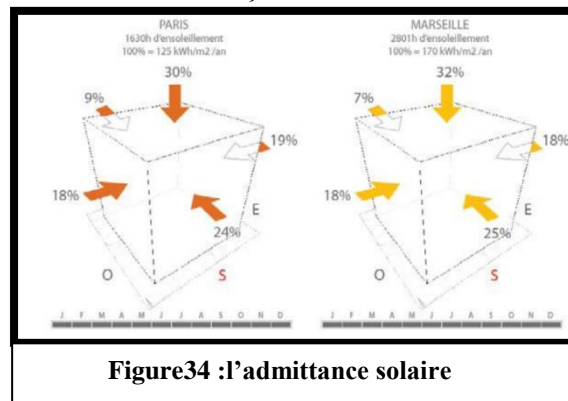 PARIS
1630h d'ensoleillement
100% = 125 kWh/m2 /an
30%
9%
19%
18%
24%
E
O
S
J F M A M J J A S O N D
MARSEILLE
2801h d'ensoleillement
100% = 170 kWh/m2 /an
32%
7%
18%
18%
25%
E
O
S
J F M A M J J A S O N D
Figure34 :l’admittance solaire